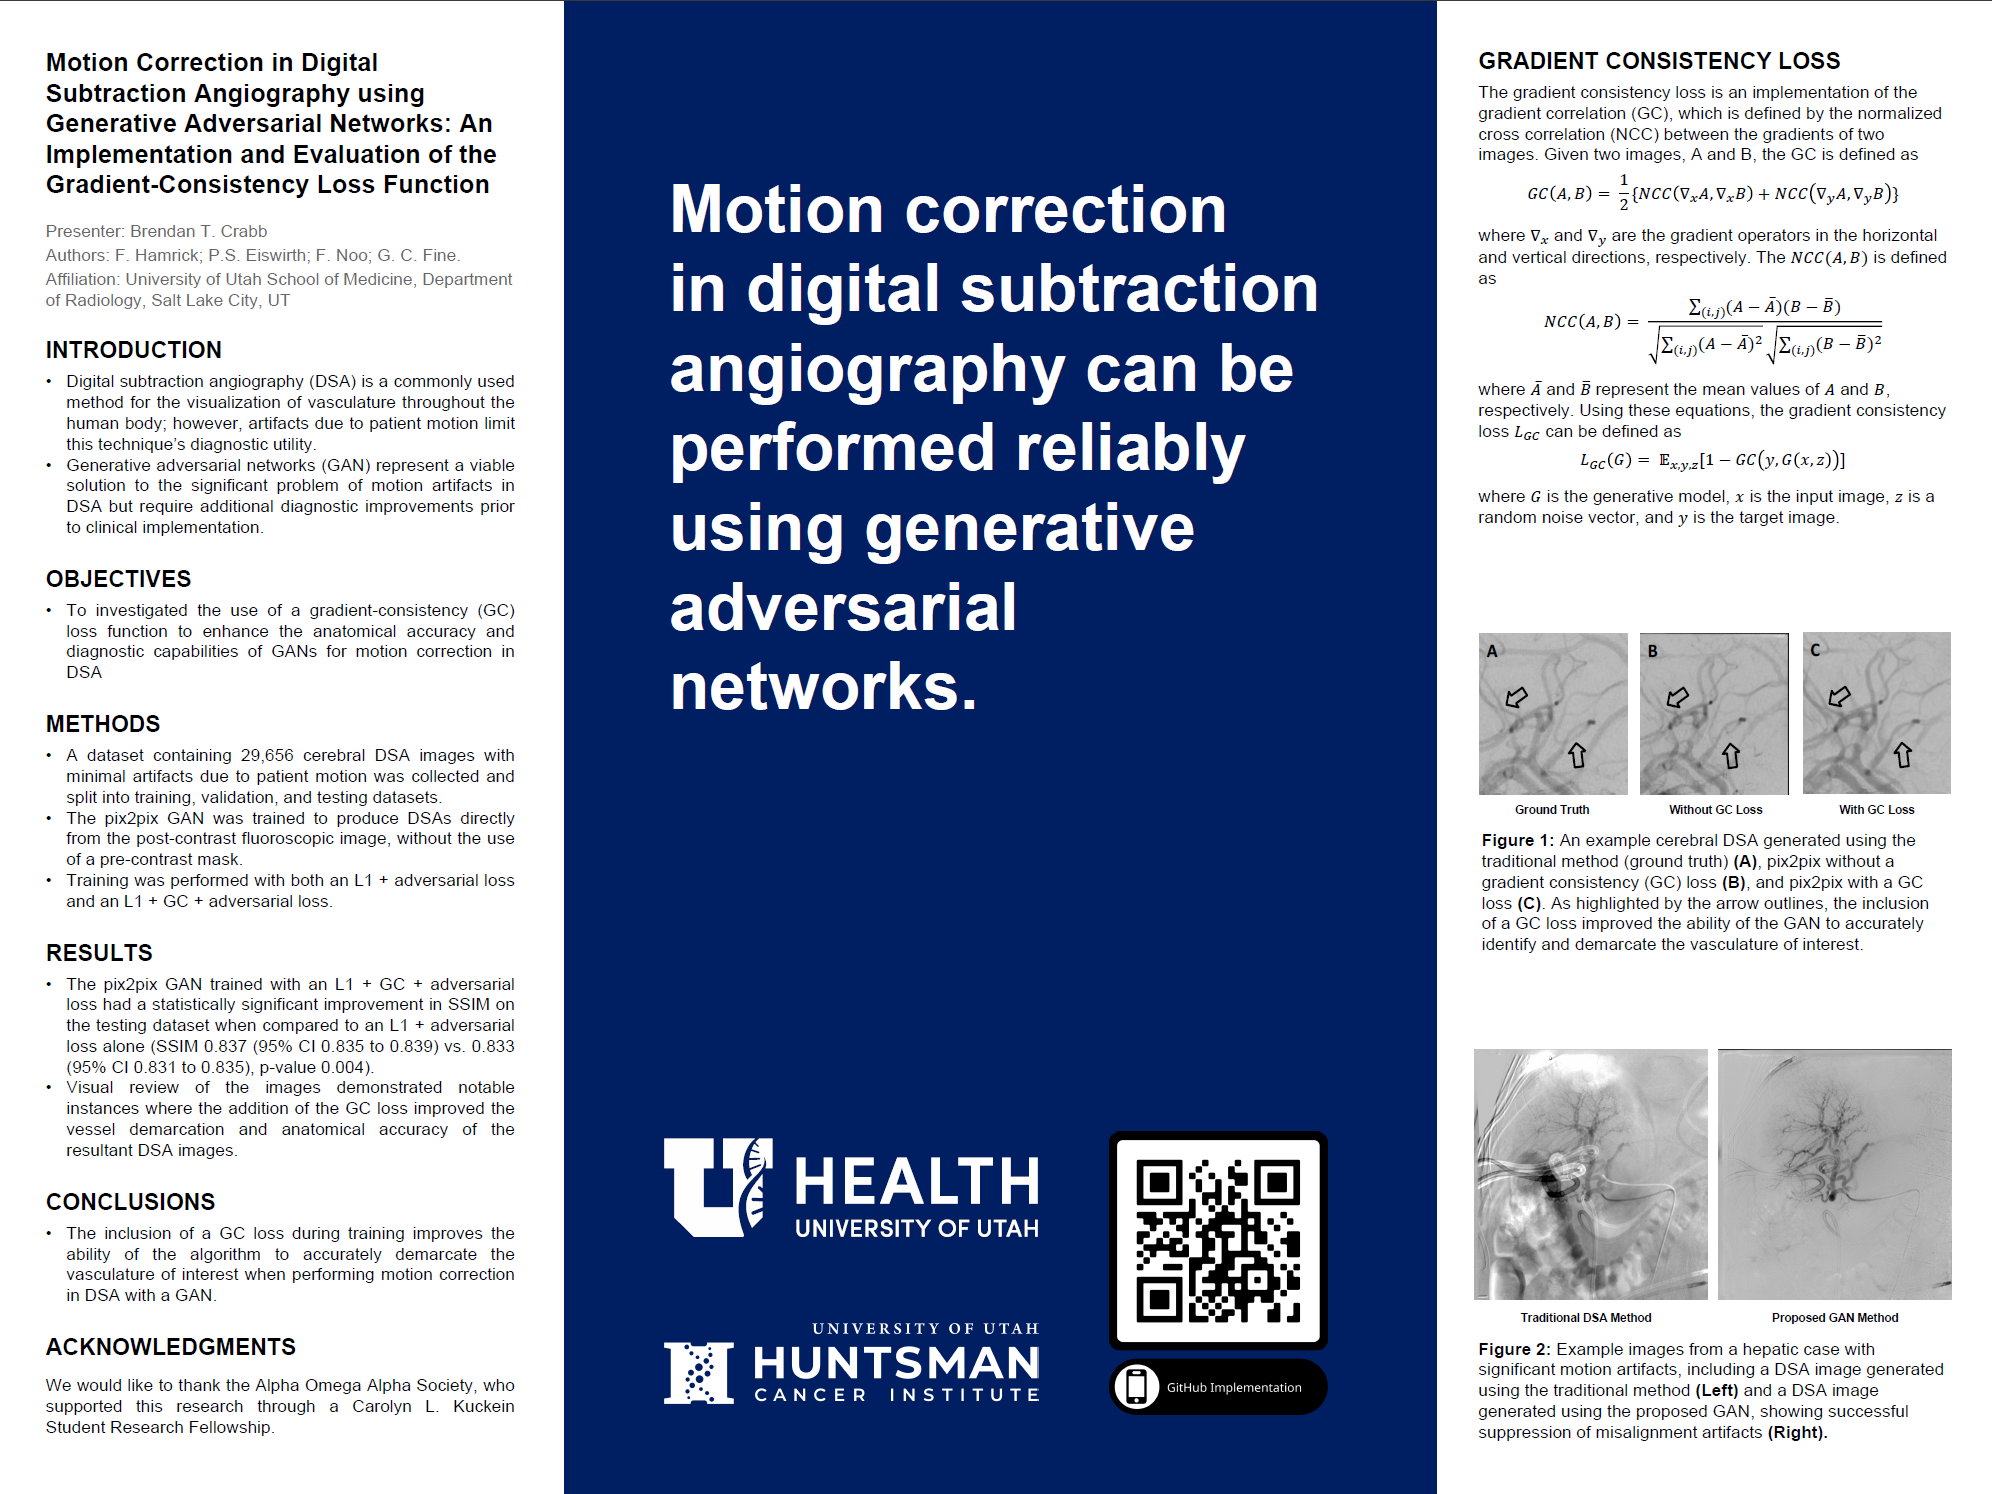 Motion Correction in Digital
Subtraction Angiography using
Generative Adversarial Networks: An
Implementation and Evaluation of the
Gradient-Consistency Loss Function
Presenter: Brendan T. Crabb
Authors: F. Hamrick; P.S. Eiswirth; F. Noo; G. C. Fine.
Affiliation: University of Utah School of Medicine, Department
of Radiology, Salt Lake City, UT
INTRODUCTION
• Digital subtraction angiography (DSA) is a commonly used
method for the visualization of vasculature throughout the
human body; however, artifacts due to patient motion limit
this technique's diagnostic utility.
• Generative adversarial networks (GAN) represent a viable
solution to the significant problem of motion artifacts in
DSA but require additional diagnostic improvements prior
to clinical implementation.
OBJECTIVES
• To investigated the use of a gradient-consistency (GC)
loss function to enhance the anatomical accuracy and
diagnostic capabilities of GANs for motion correction in
DSA
METHODS
• A dataset containing 29,656 cerebral DSA images with
minimal artifacts due to patient motion was collected and
split into training, validation, and testing datasets.
• The pix2pix GAN was trained to produce DSAs directly
from the post-contrast fluoroscopic image, without the use
of a pre-contrast mask.
• Training was performed with both an L1 + adversarial loss
and an L1 + GC + adversarial loss.
RESULTS
• The pix2pix GAN trained with an L1 + GC + adversarial
loss had a statistically significant improvement in SSIM on
the testing dataset when compared to an L1 + adversarial
loss alone (SSIM 0.837 (95% CI 0.835 to 0.839) vs. 0.833
(95% CI 0.831 to 0.835), p-value 0.004).
• Visual review of the images demonstrated notable
instances where the addition of the GC loss improved the
vessel demarcation and anatomical accuracy of the
resultant DSA images.
CONCLUSIONS
• The inclusion of a GC loss during training improves the
ability of the algorithm to accurately demarcate the
vasculature of interest when performing motion correction
in DSA with a GAN.
ACKNOWLEDGMENTS
We would like to thank the Alpha Omega Alpha Society, who
supported this research through a Carolyn L. Kuckein
Student Research Fellowship.
Motion correction
in digital subtraction
angiography can be
performed reliably
using generative
adversarial
networks.
U HEALTH
UNIVERSITY OF UTAH
UNIVERSITY OF UTAH
HUNTSMAN
CANCER INSTITUTE
GitHub Implementation
GRADIENT CONSISTENCY LOSS
The gradient consistency loss is an implementation of the
gradient correlation (GC), which is defined by the normalized
cross correlation (NCC) between the gradients of two
images. Given two images, A and B, the GC is defined as
GC(A, B) = 1/2 {NCC(∇ₓA, ∇ₓB) + NCC(∇ᵧA, ∇ᵧB)}
where ∇ₓ and ∇ᵧ are the gradient operators in the horizontal
and vertical directions, respectively. The NCC(A, B) is defined
as
NCC(A, B) = ∑(i,j)(A − Ā)(B − B̄) / √∑(i,j)(A − Ā)² √∑(i,j)(B − B̄)²
where Ā and B̄ represent the mean values of A and B,
respectively. Using these equations, the gradient consistency
loss L_GC can be defined as
L_GC(G) = 𝔼x,y,z[1 − GC(y, G(x, z))]
where G is the generative model, x is the input image, z is a
random noise vector, and y is the target image.
A B C
Ground Truth Without GC Loss With GC Loss
Figure 1: An example cerebral DSA generated using the
traditional method (ground truth) (A), pix2pix without a
gradient consistency (GC) loss (B), and pix2pix with a GC
loss (C). As highlighted by the arrow outlines, the inclusion
of a GC loss improved the ability of the GAN to accurately
identify and demarcate the vasculature of interest.
Traditional DSA Method Proposed GAN Method
Figure 2: Example images from a hepatic case with
significant motion artifacts, including a DSA image generated
using the traditional method (Left) and a DSA image
generated using the proposed GAN, showing successful
suppression of misalignment artifacts (Right).